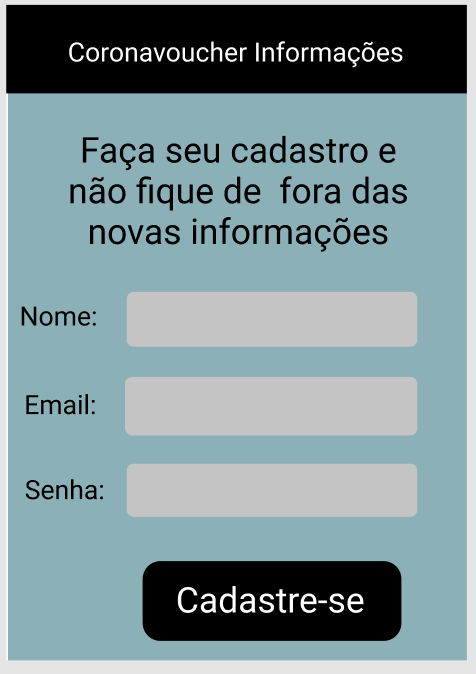 Coronavoucher Informações
Faça seu cadastro e
não fique de fora das
novas informações
Nome:
Email:
Senha:
Cadastre-se